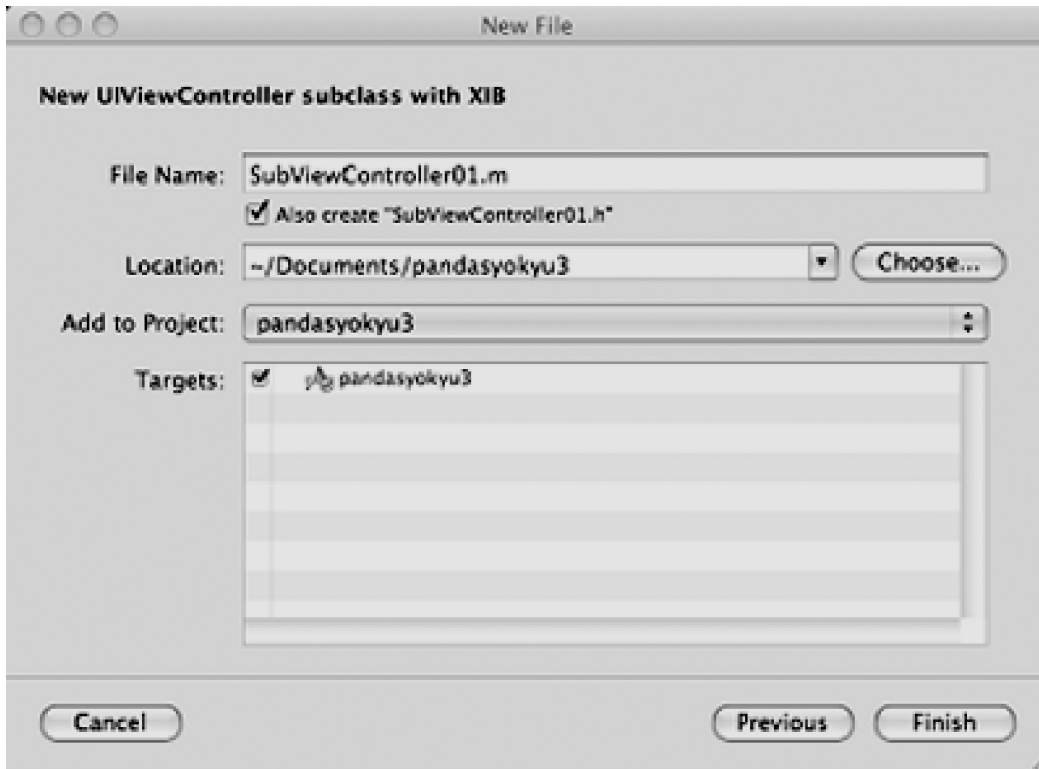 New File
New UIViewController subclass with XIB
File Name: SubViewController01.m
Also create "SubViewController01.h"
Location: ~/Documents/pandasyokyu3 Choose...
Add to Project: pandasyokyu3
Targets: pandasyokyu3
Cancel Previous Finish